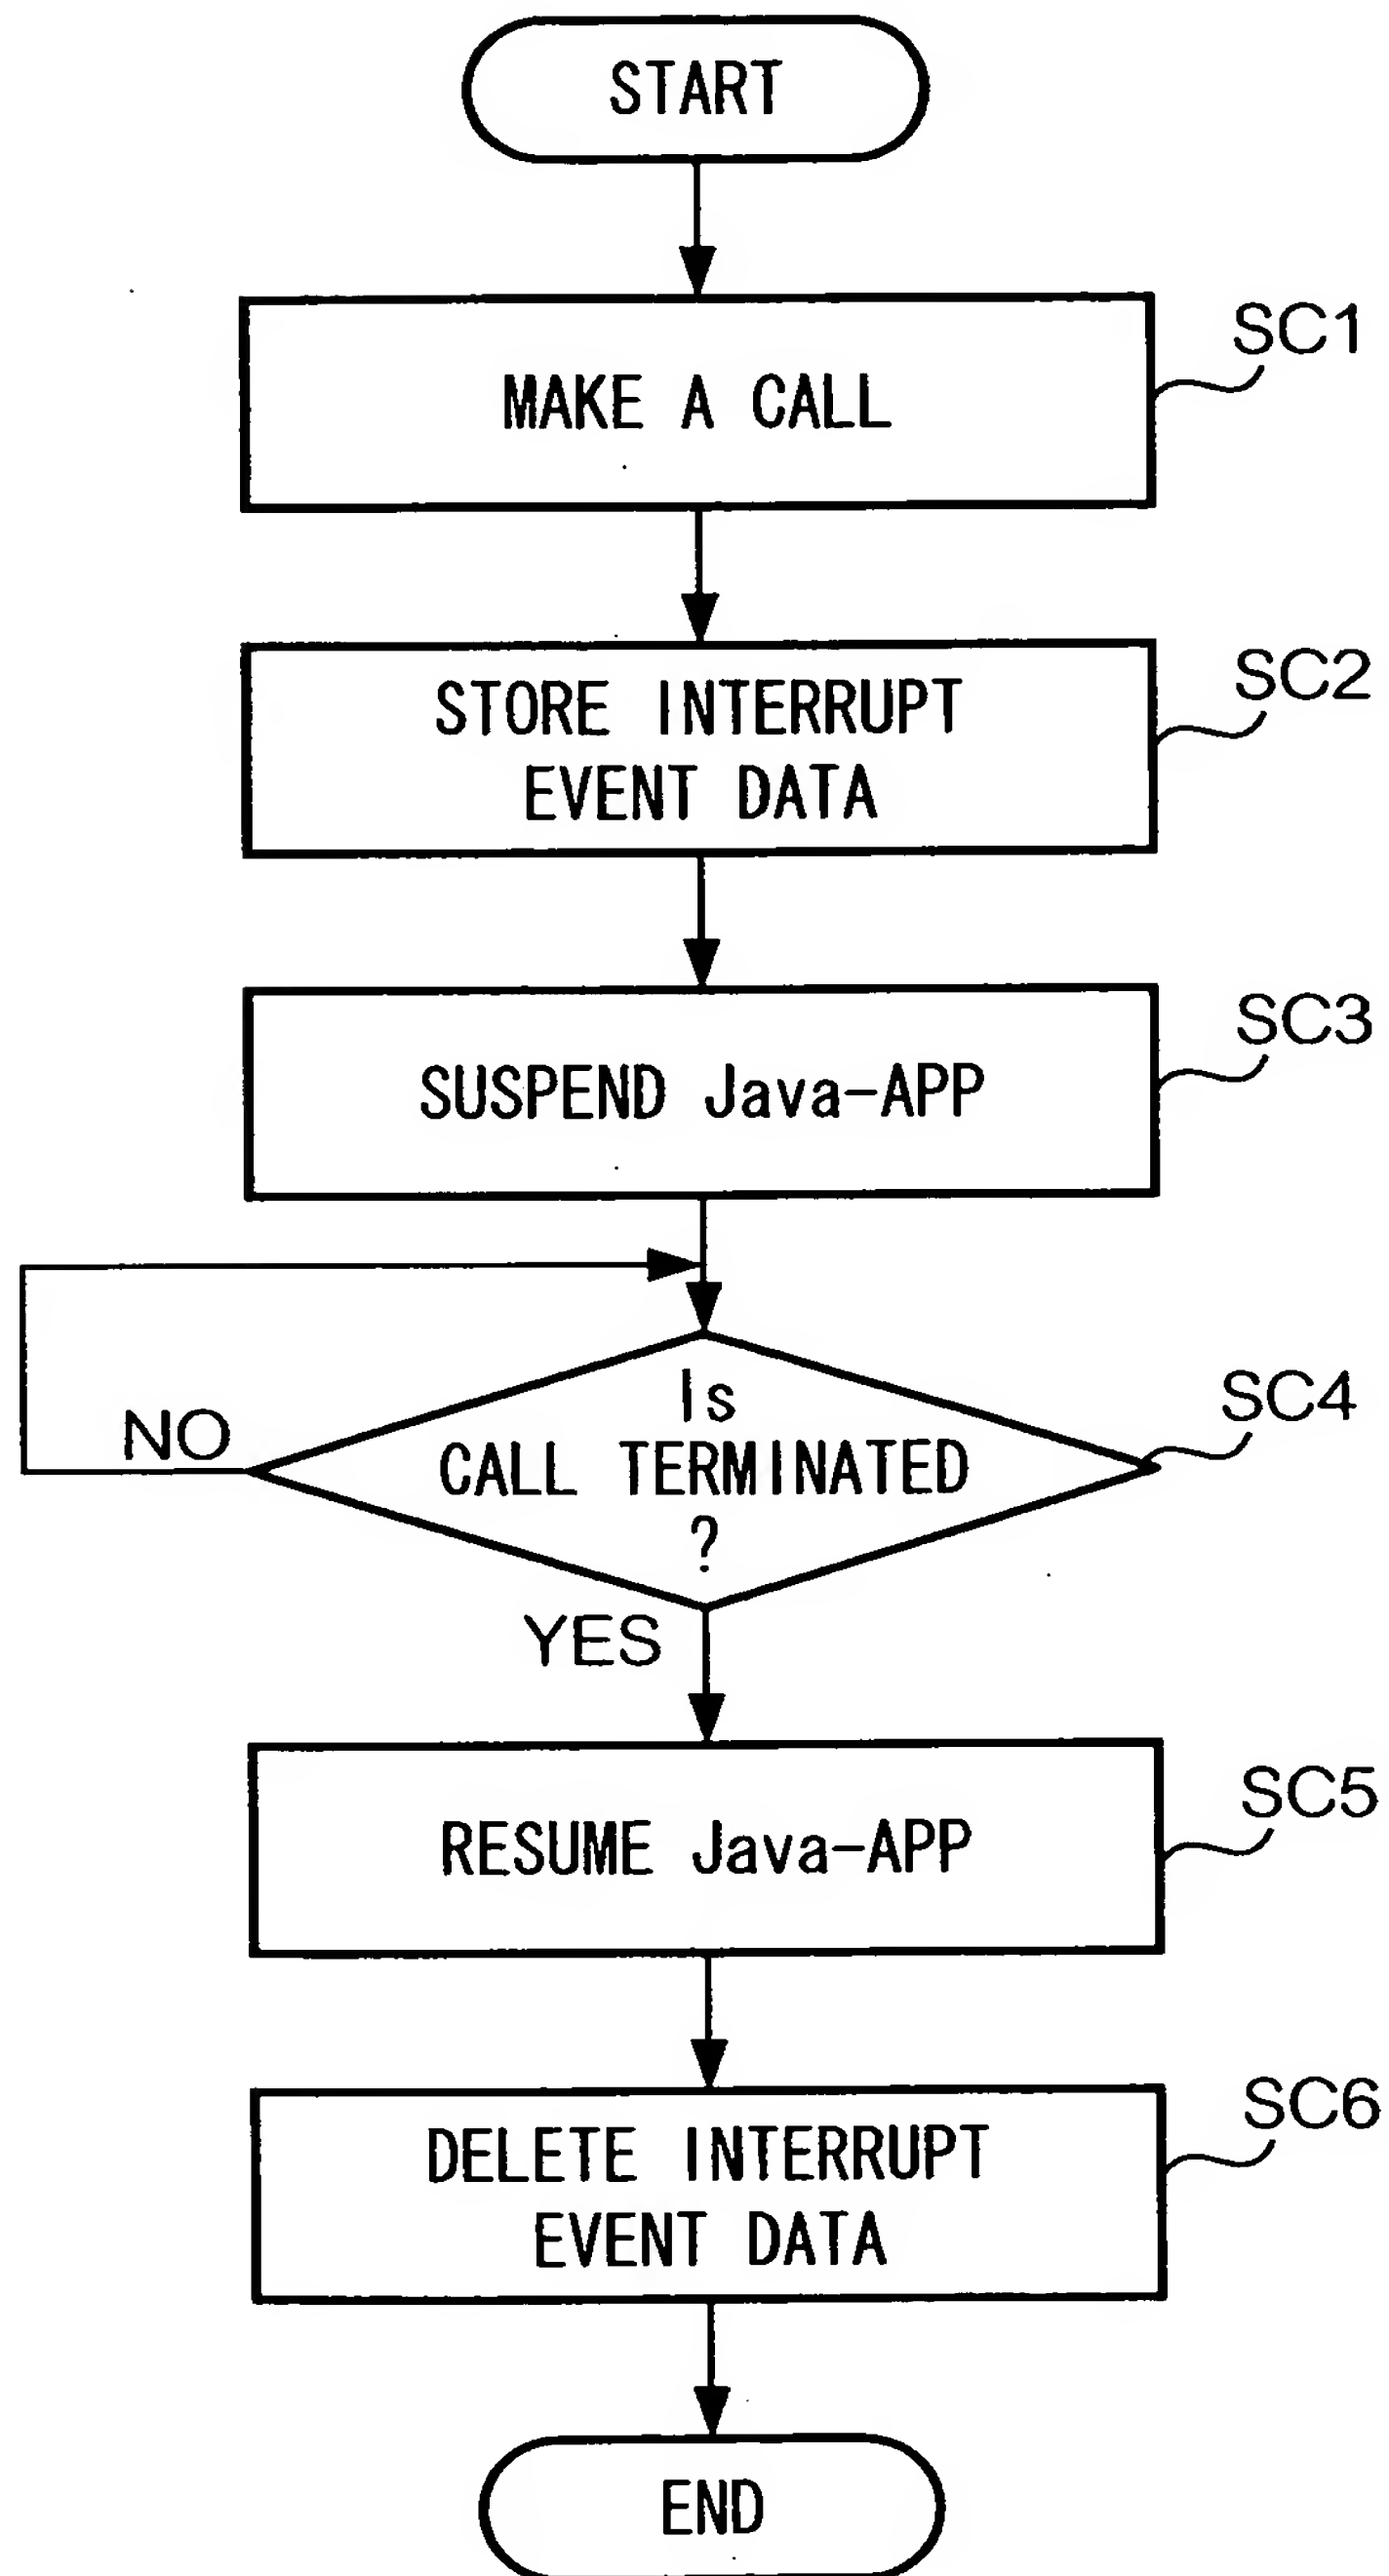 START
MAKE A CALL
SC1
STORE INTERRUPT
EVENT DATA
SC2
SUSPEND Java-APP
SC3
Is
CALL TERMINATED
?
SC4
NO
YES
RESUME Java-APP
SC5
DELETE INTERRUPT
EVENT DATA
SC6
END